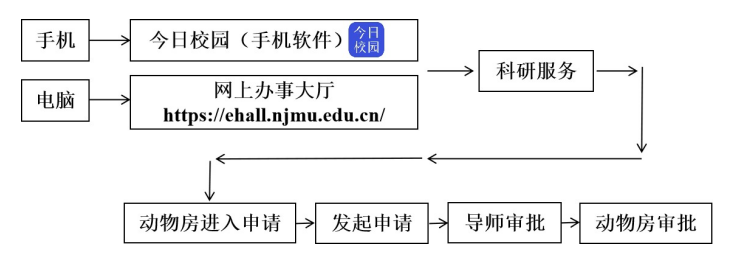 手机
今日校园（手机软件）
今日
校园
电脑
网上办事大厅
https://ehall.njmu.edu.cn/
科研服务
动物房进入申请
发起申请
导师审批
动物房审批